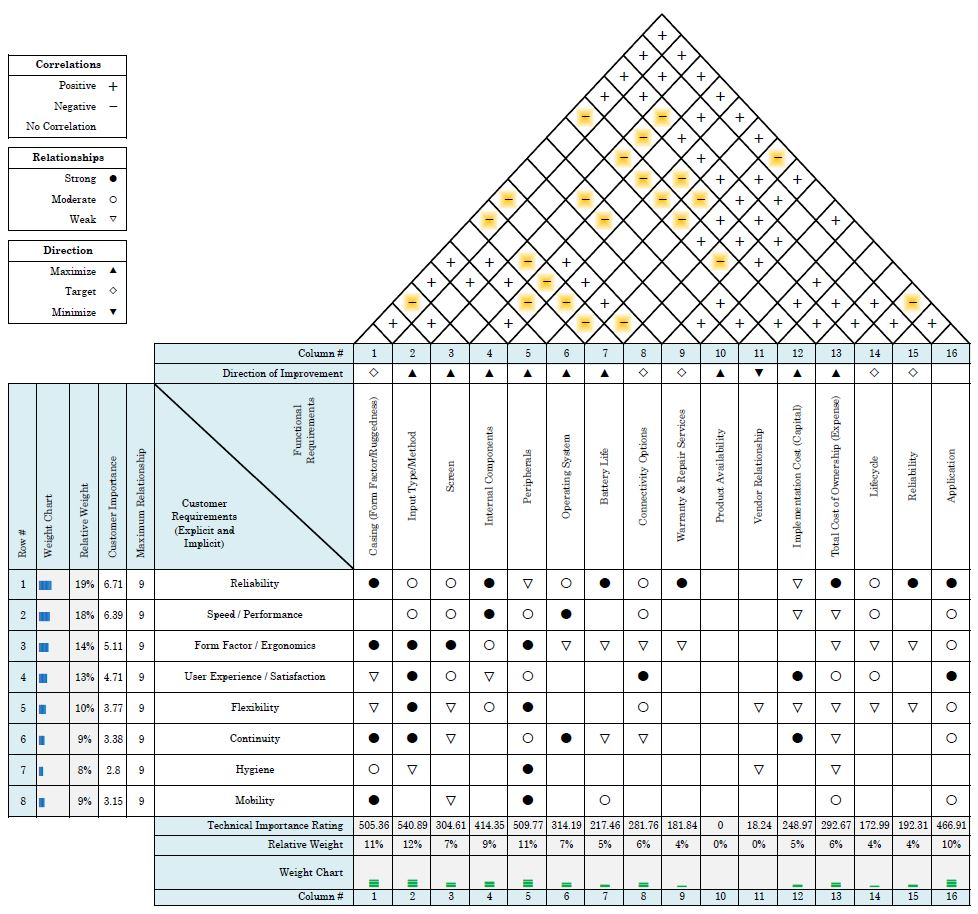 Correlations
Positive +
Negative −
No Correlation
Relationships
Strong ●
Moderate ○
Weak ▽
Direction
Maximize ▲
Target ◇
Minimize ▼
Column # 1 2 3 4 5 6 7 8 9 10 11 12 13 14 15 16
Direction of Improvement ◇ ▲ ▲ ▲ ▲ ▲ ▲ ◇ ◇ ▲ ▼ ▲ ▲ ◇ ◇
Row #
Weight Chart
Relative Weight
Customer Importance
Maximum Relationship
Functional
Requirements
Customer
Requirements
(Explicit and
Implicit)
Casing (Form Factor/Ruggedness)
Input Type/Method
Screen
Internal Components
Peripherals
Operating System
Battery Life
Connectivity Options
Warranty & Repair Services
Product Availability
Vendor Relationship
Implementation Cost (Capital)
Total Cost of Ownership (Expense)
Lifecycle
Reliability
Application
1 19% 6.71 9 Reliability ● ○ ○ ● ▽ ○ ● ○ ● ▽ ● ○ ● ●
2 18% 6.39 9 Speed / Performance ○ ○ ● ○ ● ○ ▽ ▽ ○ ○
3 14% 5.11 9 Form Factor / Ergonomics ● ● ● ○ ● ▽ ▽ ▽ ▽ ▽ ▽ ▽ ○
4 13% 4.71 9 User Experience / Satisfaction ▽ ● ○ ▽ ○ ● ● ○ ○ ●
5 10% 3.77 9 Flexibility ▽ ● ▽ ○ ● ○ ▽ ▽ ▽ ▽ ▽ ○
6 9% 3.38 9 Continuity ● ● ▽ ○ ● ▽ ▽ ● ▽ ○
7 8% 2.8 9 Hygiene ○ ▽ ● ▽ ▽
8 9% 3.15 9 Mobility ● ▽ ● ○ ○ ○
Technical Importance Rating 505.36 540.89 304.61 414.35 509.77 314.19 217.46 281.76 181.84 0 18.24 248.97 292.67 172.99 192.31 466.91
Relative Weight 11% 12% 7% 9% 11% 7% 5% 6% 4% 0% 0% 5% 6% 4% 4% 10%
Weight Chart
Column # 1 2 3 4 5 6 7 8 9 10 11 12 13 14 15 16